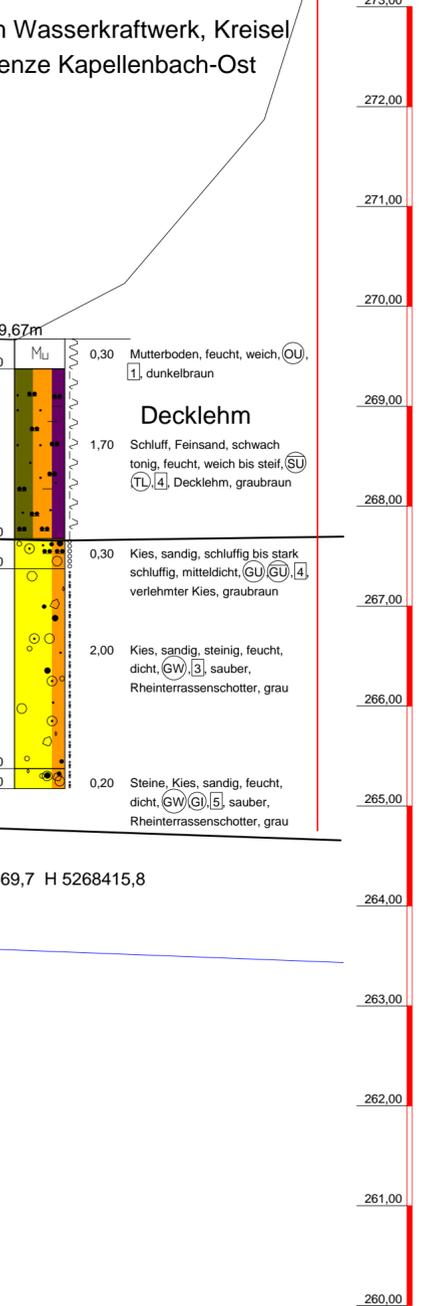 n Wasserkraftwerk, Kreisel
enze Kapellenbach-Ost
273,00
272,00
271,00
270,00
9,67m
Mu
0,30 Mutterboden, feucht, weich, OU,
1, dunkelbraun
269,00
Decklehm
1,70 Schluff, Feinsand, schwach
tonig, feucht, weich bis steif, SU
TL, 4, Decklehm, graubraun
268,00
0,30 Kies, sandig, schluffig bis stark
schluffig, mitteldicht, GU, GU, 4,
verlehmter Kies, graubraun
267,00
2,00 Kies, sandig, steinig, feucht,
dicht, GW, 3, sauber,
Rheinterrassenschotter, grau
266,00
0,20 Steine, Kies, sandig, feucht,
dicht, GW GI, 5, sauber,
Rheinterrassenschotter, grau
265,00
69,7 H 5268415,8
264,00
263,00
262,00
261,00
260,00